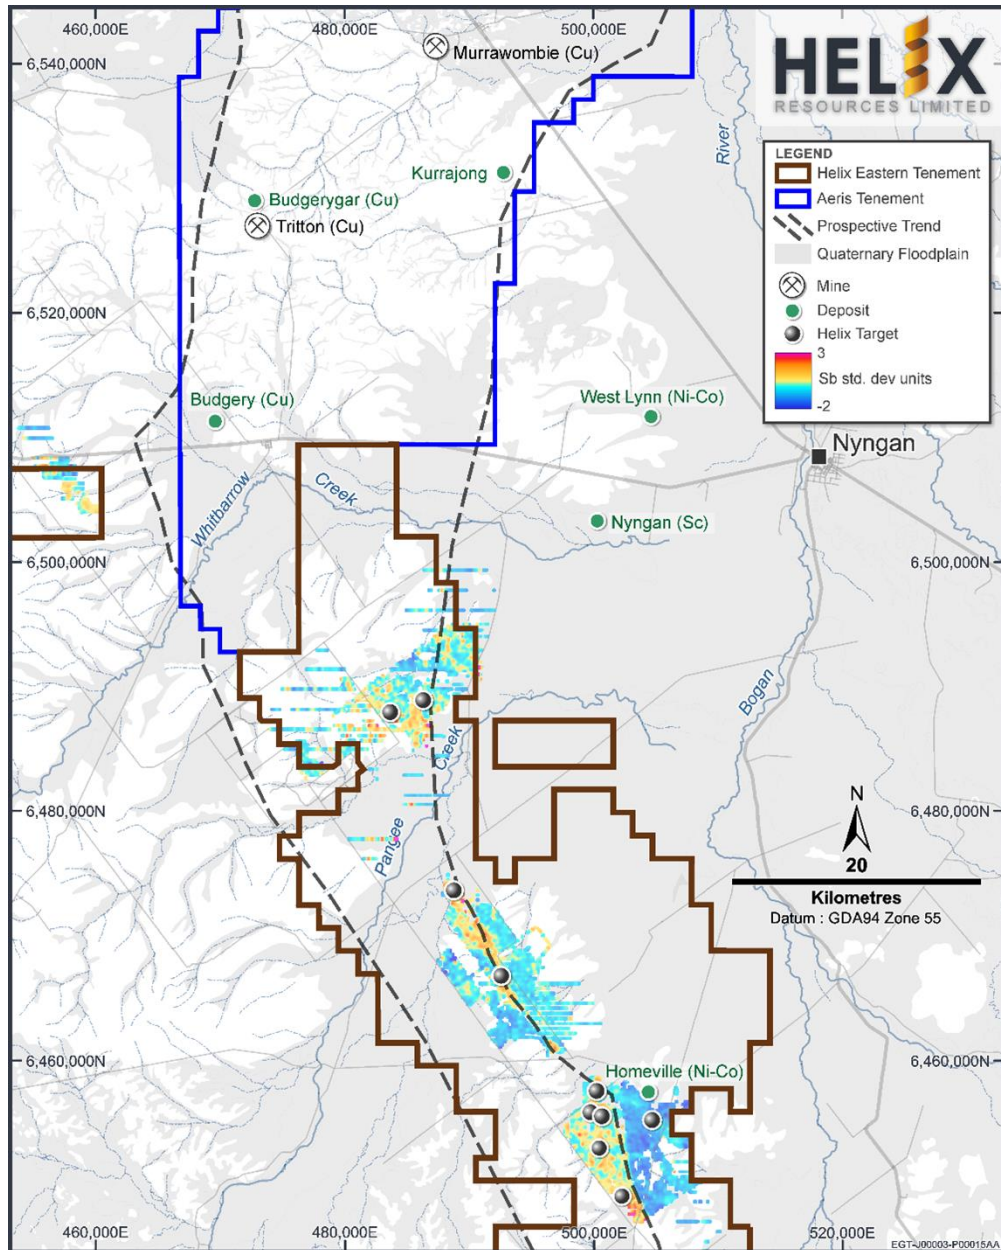 460,000E
480,000E
500,000E
HELIX
RESOURCES LIMITED
Murrawombie (Cu)
6,540,000N
River
LEGEND
Helix Eastern Tenement
Aeris Tenement
Prospective Trend
Quaternary Floodplain
Mine
Deposit
Helix Target
3
Sb std. dev units
-2
Kurrajong
Budgerygar (Cu)
Tritton (Cu)
6,520,000N
Budgery (Cu)
West Lynn (Ni-Co)
Nyngan
Whitbarrow
Creek
Nyngan (Sc)
6,500,000N
6,500,000N
Bogan
Creek
Pangee
6,480,000N
6,480,000N
N
20
Kilometres
Datum : GDA94 Zone 55
6,460,000N
6,460,000N
Homeville (Ni-Co)
460,000E
480,000E
500,000E
520,000E
EGT-J00003-P00015AA